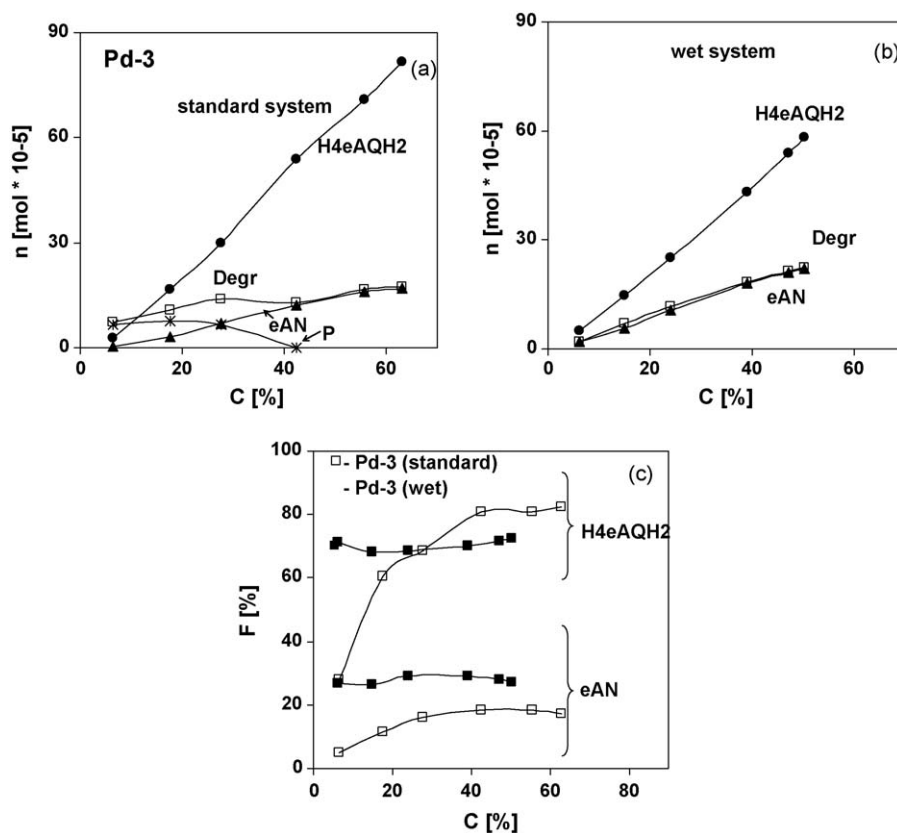 Pd-3
(a)
standard system
H4eAQH2
Degr
eAN
P
n [mol * 10-5]
90
60
30
0
0
20
40
60
C [%]
wet system
(b)
H4eAQH2
Degr
eAN
n [mol * 10-5]
90
60
30
0
0
20
40
60
C [%]
□ - Pd-3 (standard)
- Pd-3 (wet)
(c)
H4eAQH2
eAN
F [%]
100
80
60
40
20
0
0
20
40
60
80
C [%]